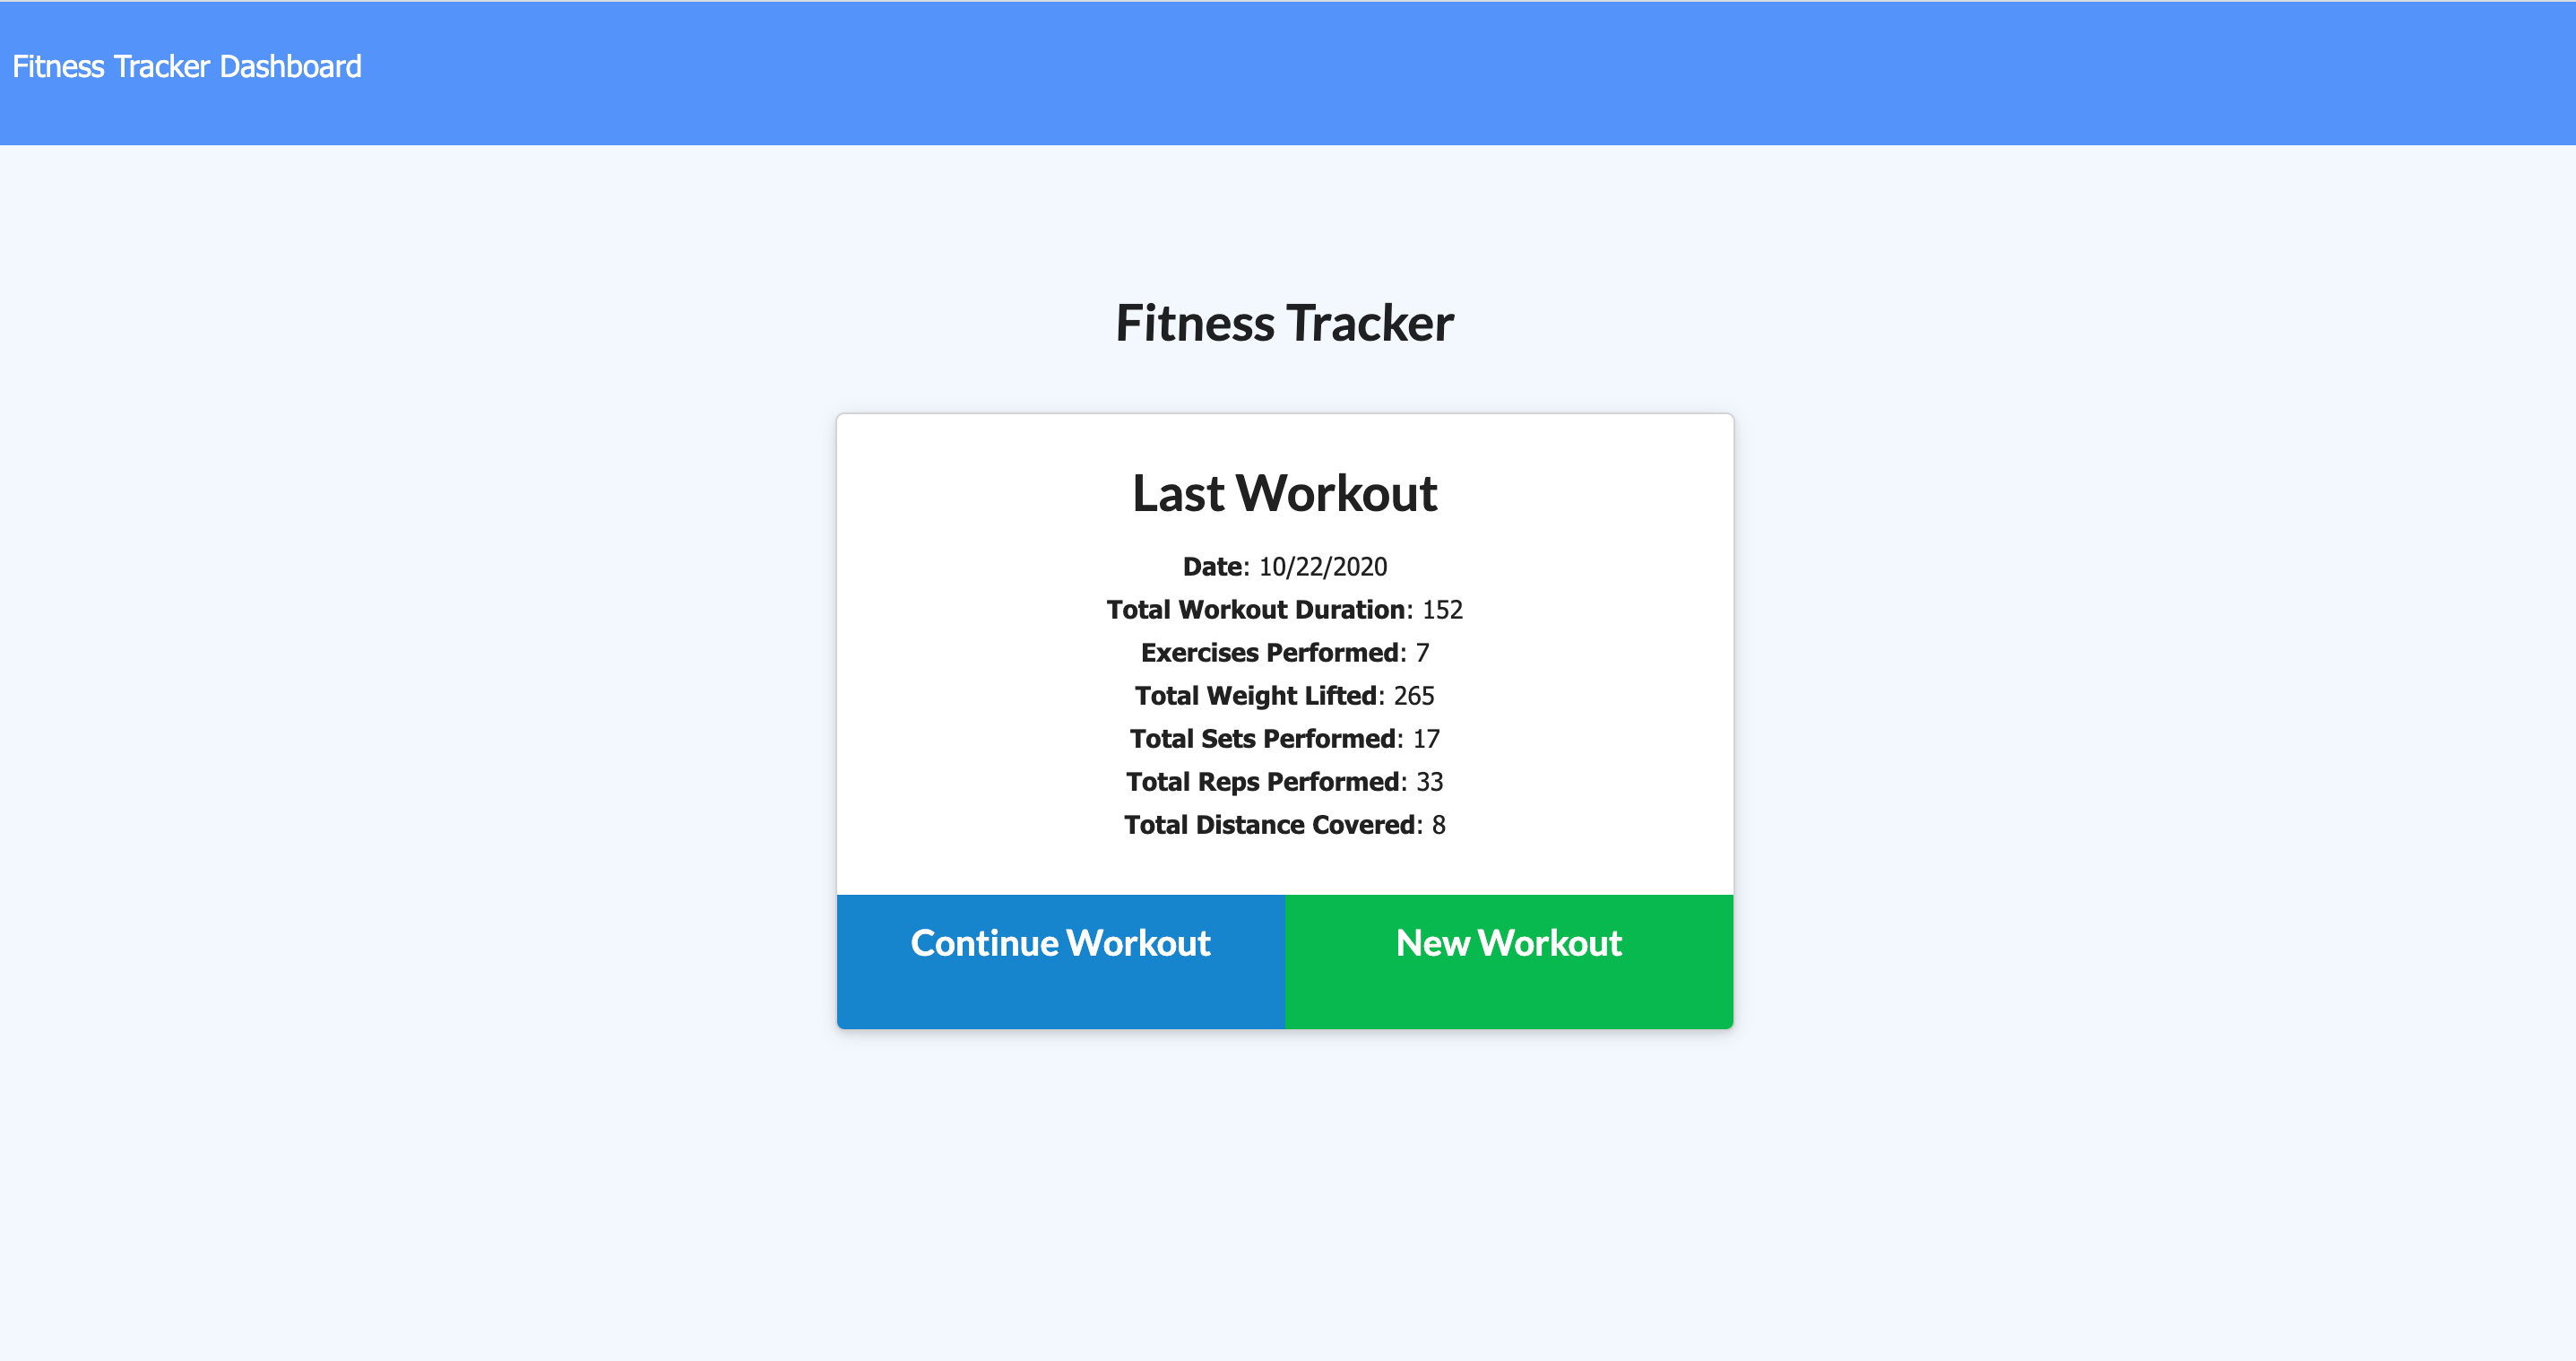 Fitness Tracker Dashboard
Fitness Tracker
Last Workout
Date: 10/22/2020
Total Workout Duration: 152
Exercises Performed: 7
Total Weight Lifted: 265
Total Sets Performed: 17
Total Reps Performed: 33
Total Distance Covered: 8
Continue Workout
New Workout